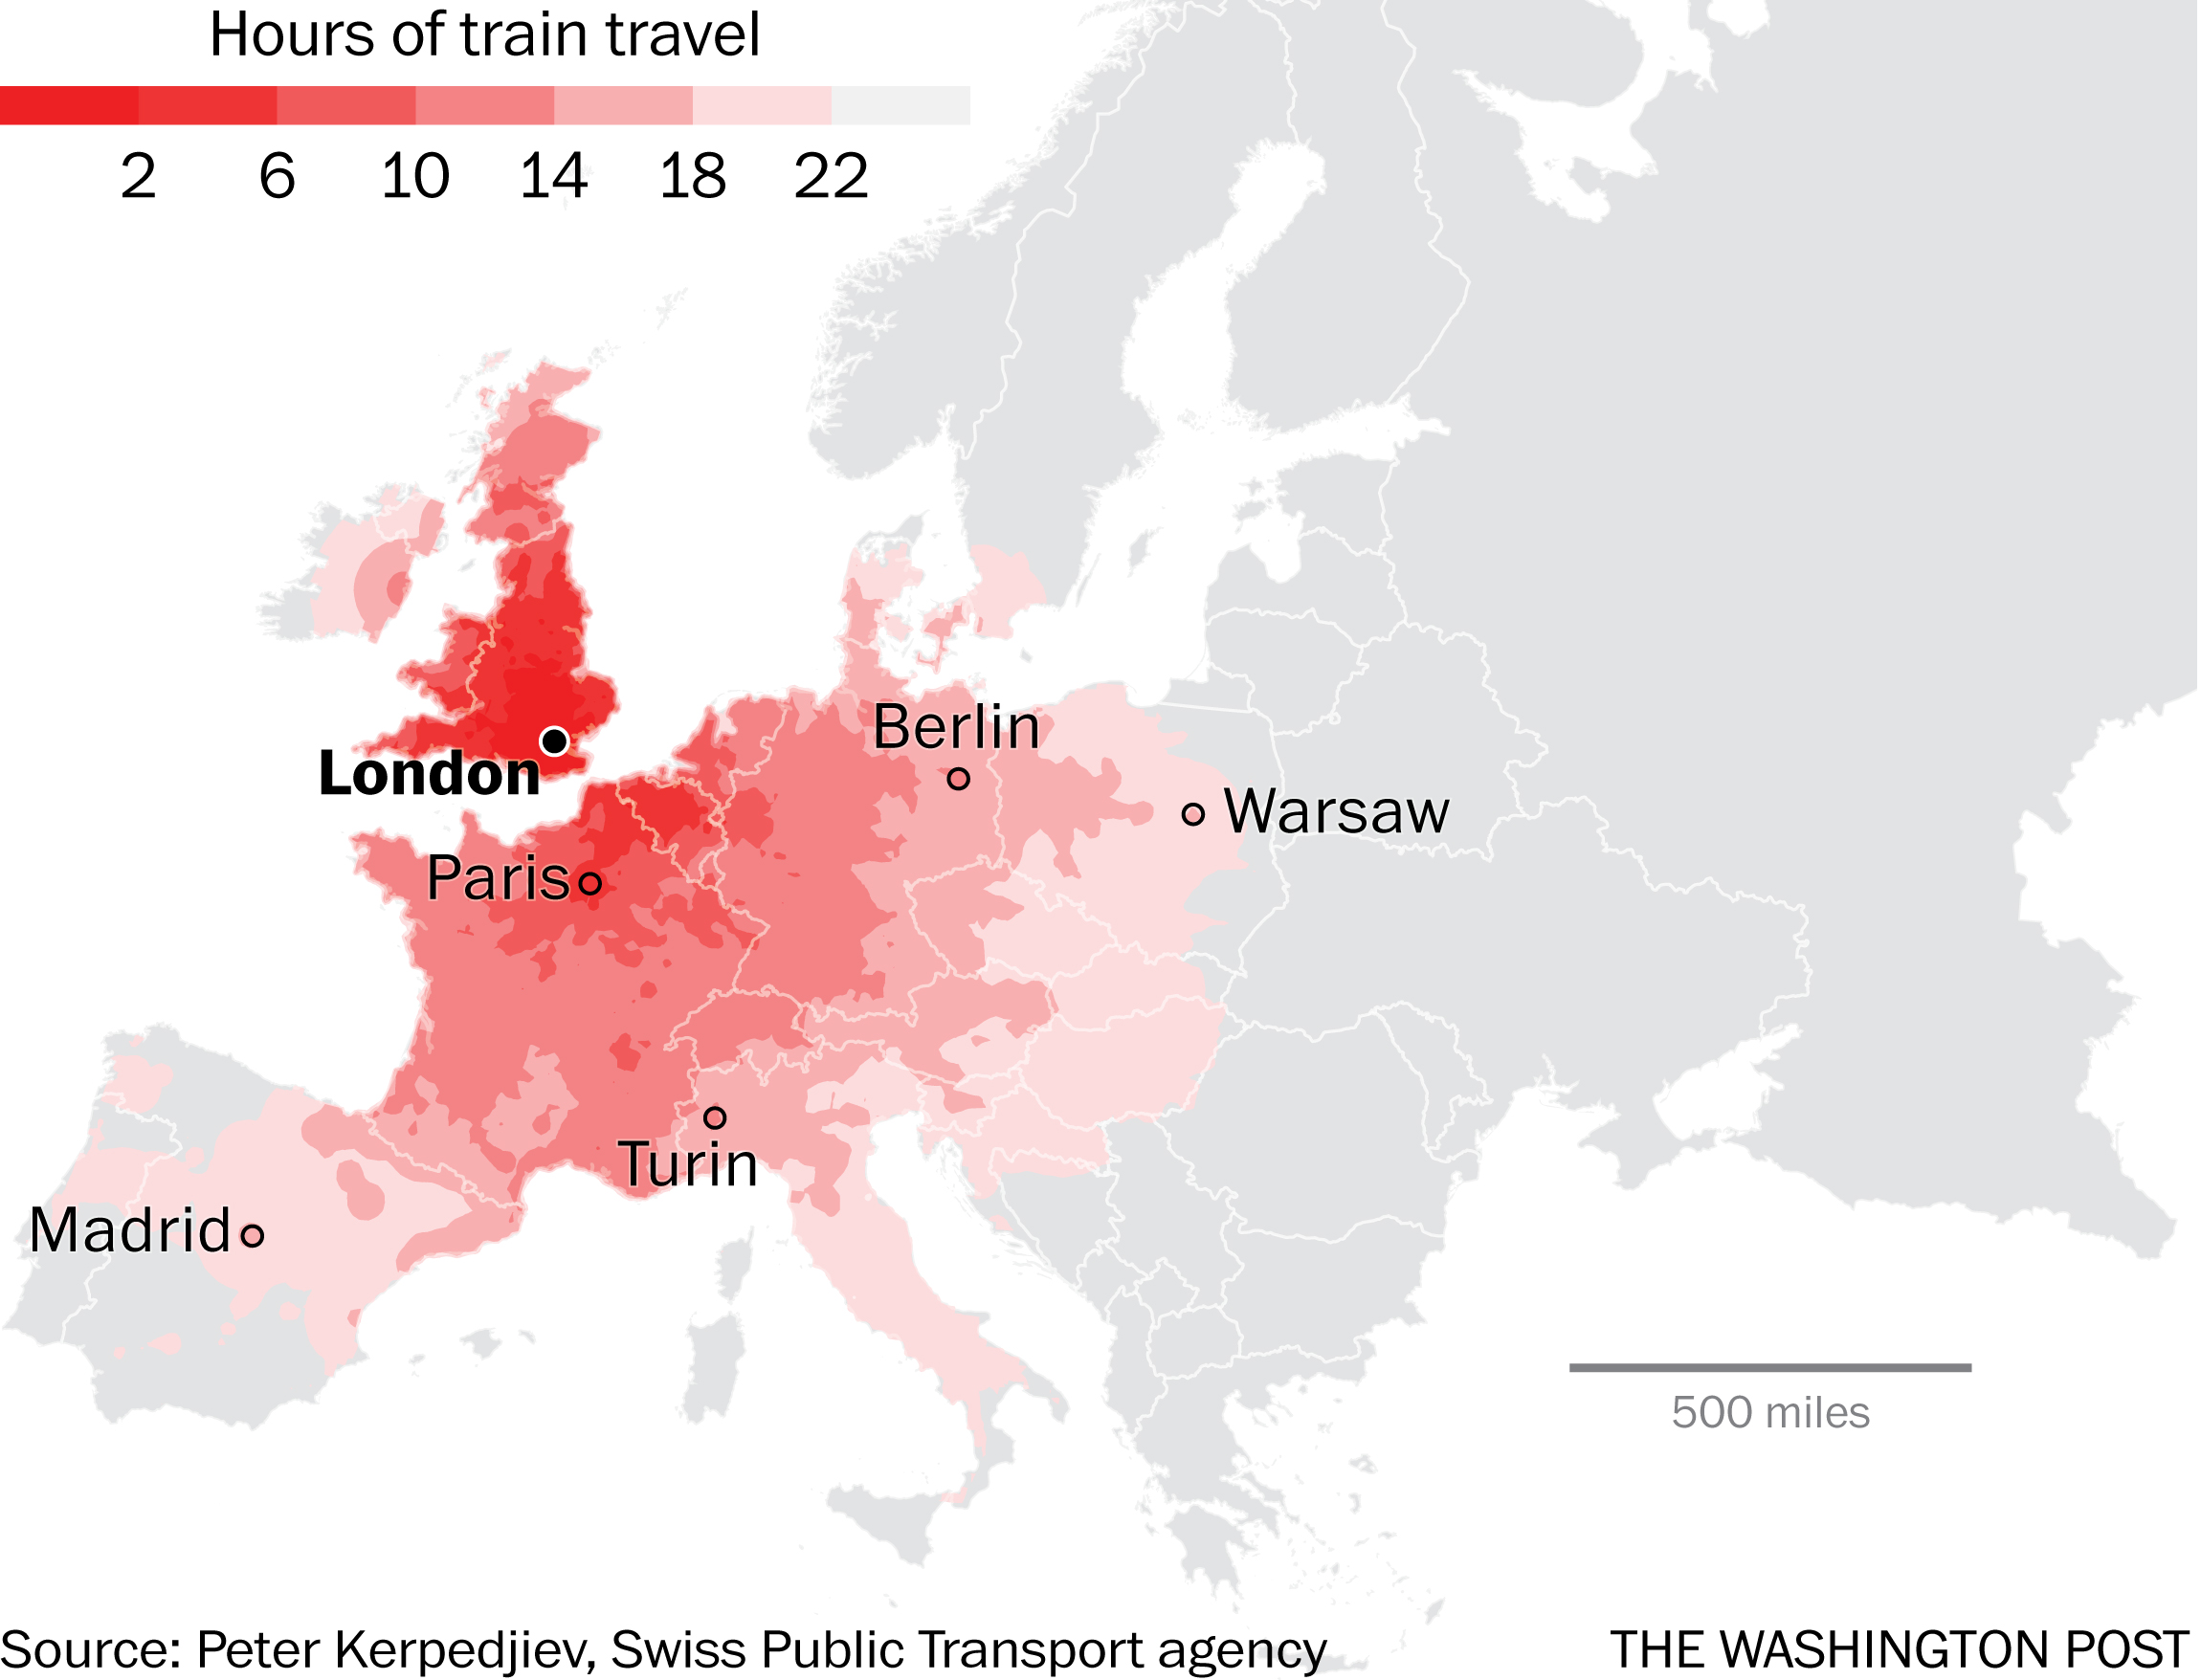 Hours of train travel
2 6 10 14 18 22
Berlin
London
Warsaw
Paris
Turin
Madrid
500 miles
Source: Peter Kerpedjiev, Swiss Public Transport agency
THE WASHINGTON POST